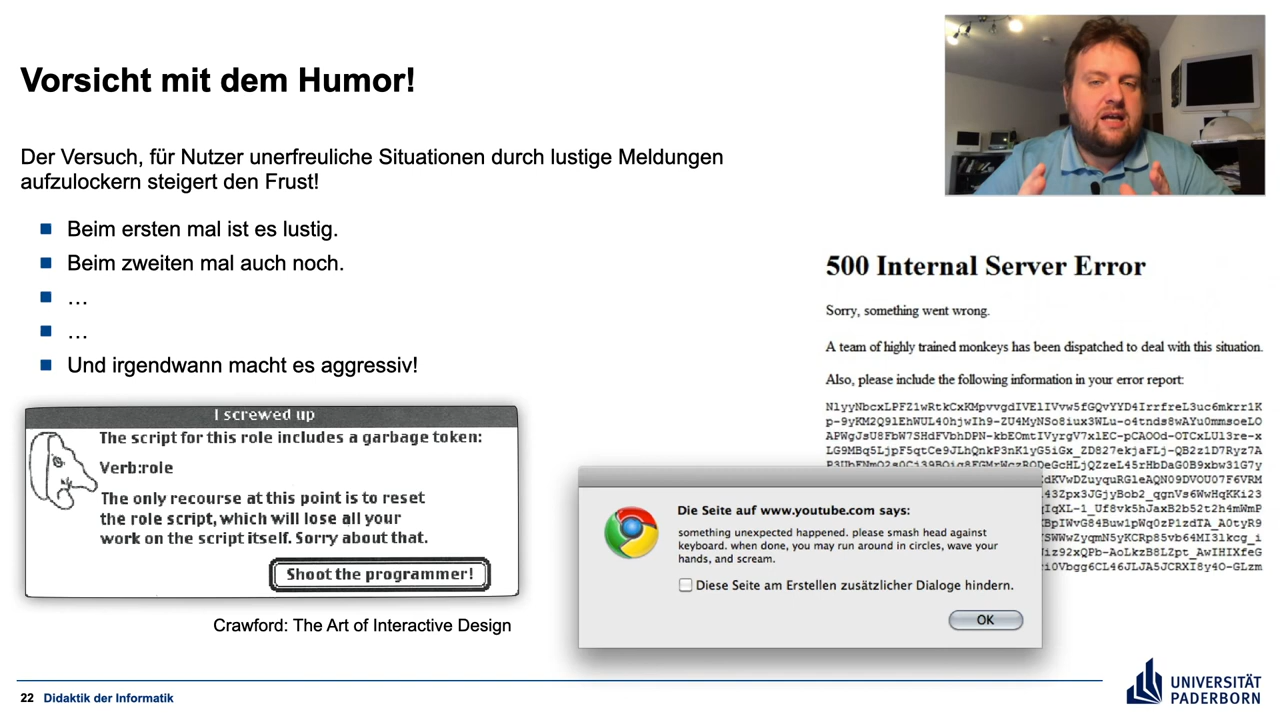 Vorsicht mit dem Humor!
Der Versuch, für Nutzer unerfreuliche Situationen durch lustige Meldungen
aufzulockern steigert den Frust!
Beim ersten mal ist es lustig.
Beim zweiten mal auch noch.
…
…
Und irgendwann macht es aggressiv!
I screwed up
The script for this role includes a garbage token:
Verb:role
The only recourse at this point is to reset
the role script, which will lose all your
work on the script itself. Sorry about that.
Shoot the programmer!
Crawford: The Art of Interactive Design
500 Internal Server Error
Sorry, something went wrong.
A team of highly trained monkeys has been dispatched to deal with this situation.
Also, please include the following information in your error report:
Die Seite auf www.youtube.com says:
something unexpected happened. please smash head against
keyboard. when done, you may run around in circles, wave your
hands, and scream.
Diese Seite am Erstellen zusätzlicher Dialoge hindern.
OK
22 Didaktik der Informatik
UNIVERSITÄT
PADERBORN